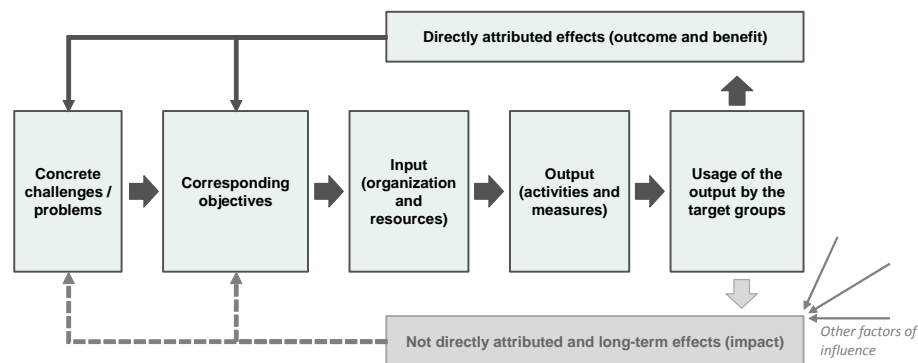 Directly attributed effects (outcome and benefit)
Concrete
challenges /
problems
Corresponding
objectives
Input
(organization
and
resources)
Output
(activities and
measures)
Usage of the
output by the
target groups
Not directly attributed and long-term effects (impact)
Other factors of
influence